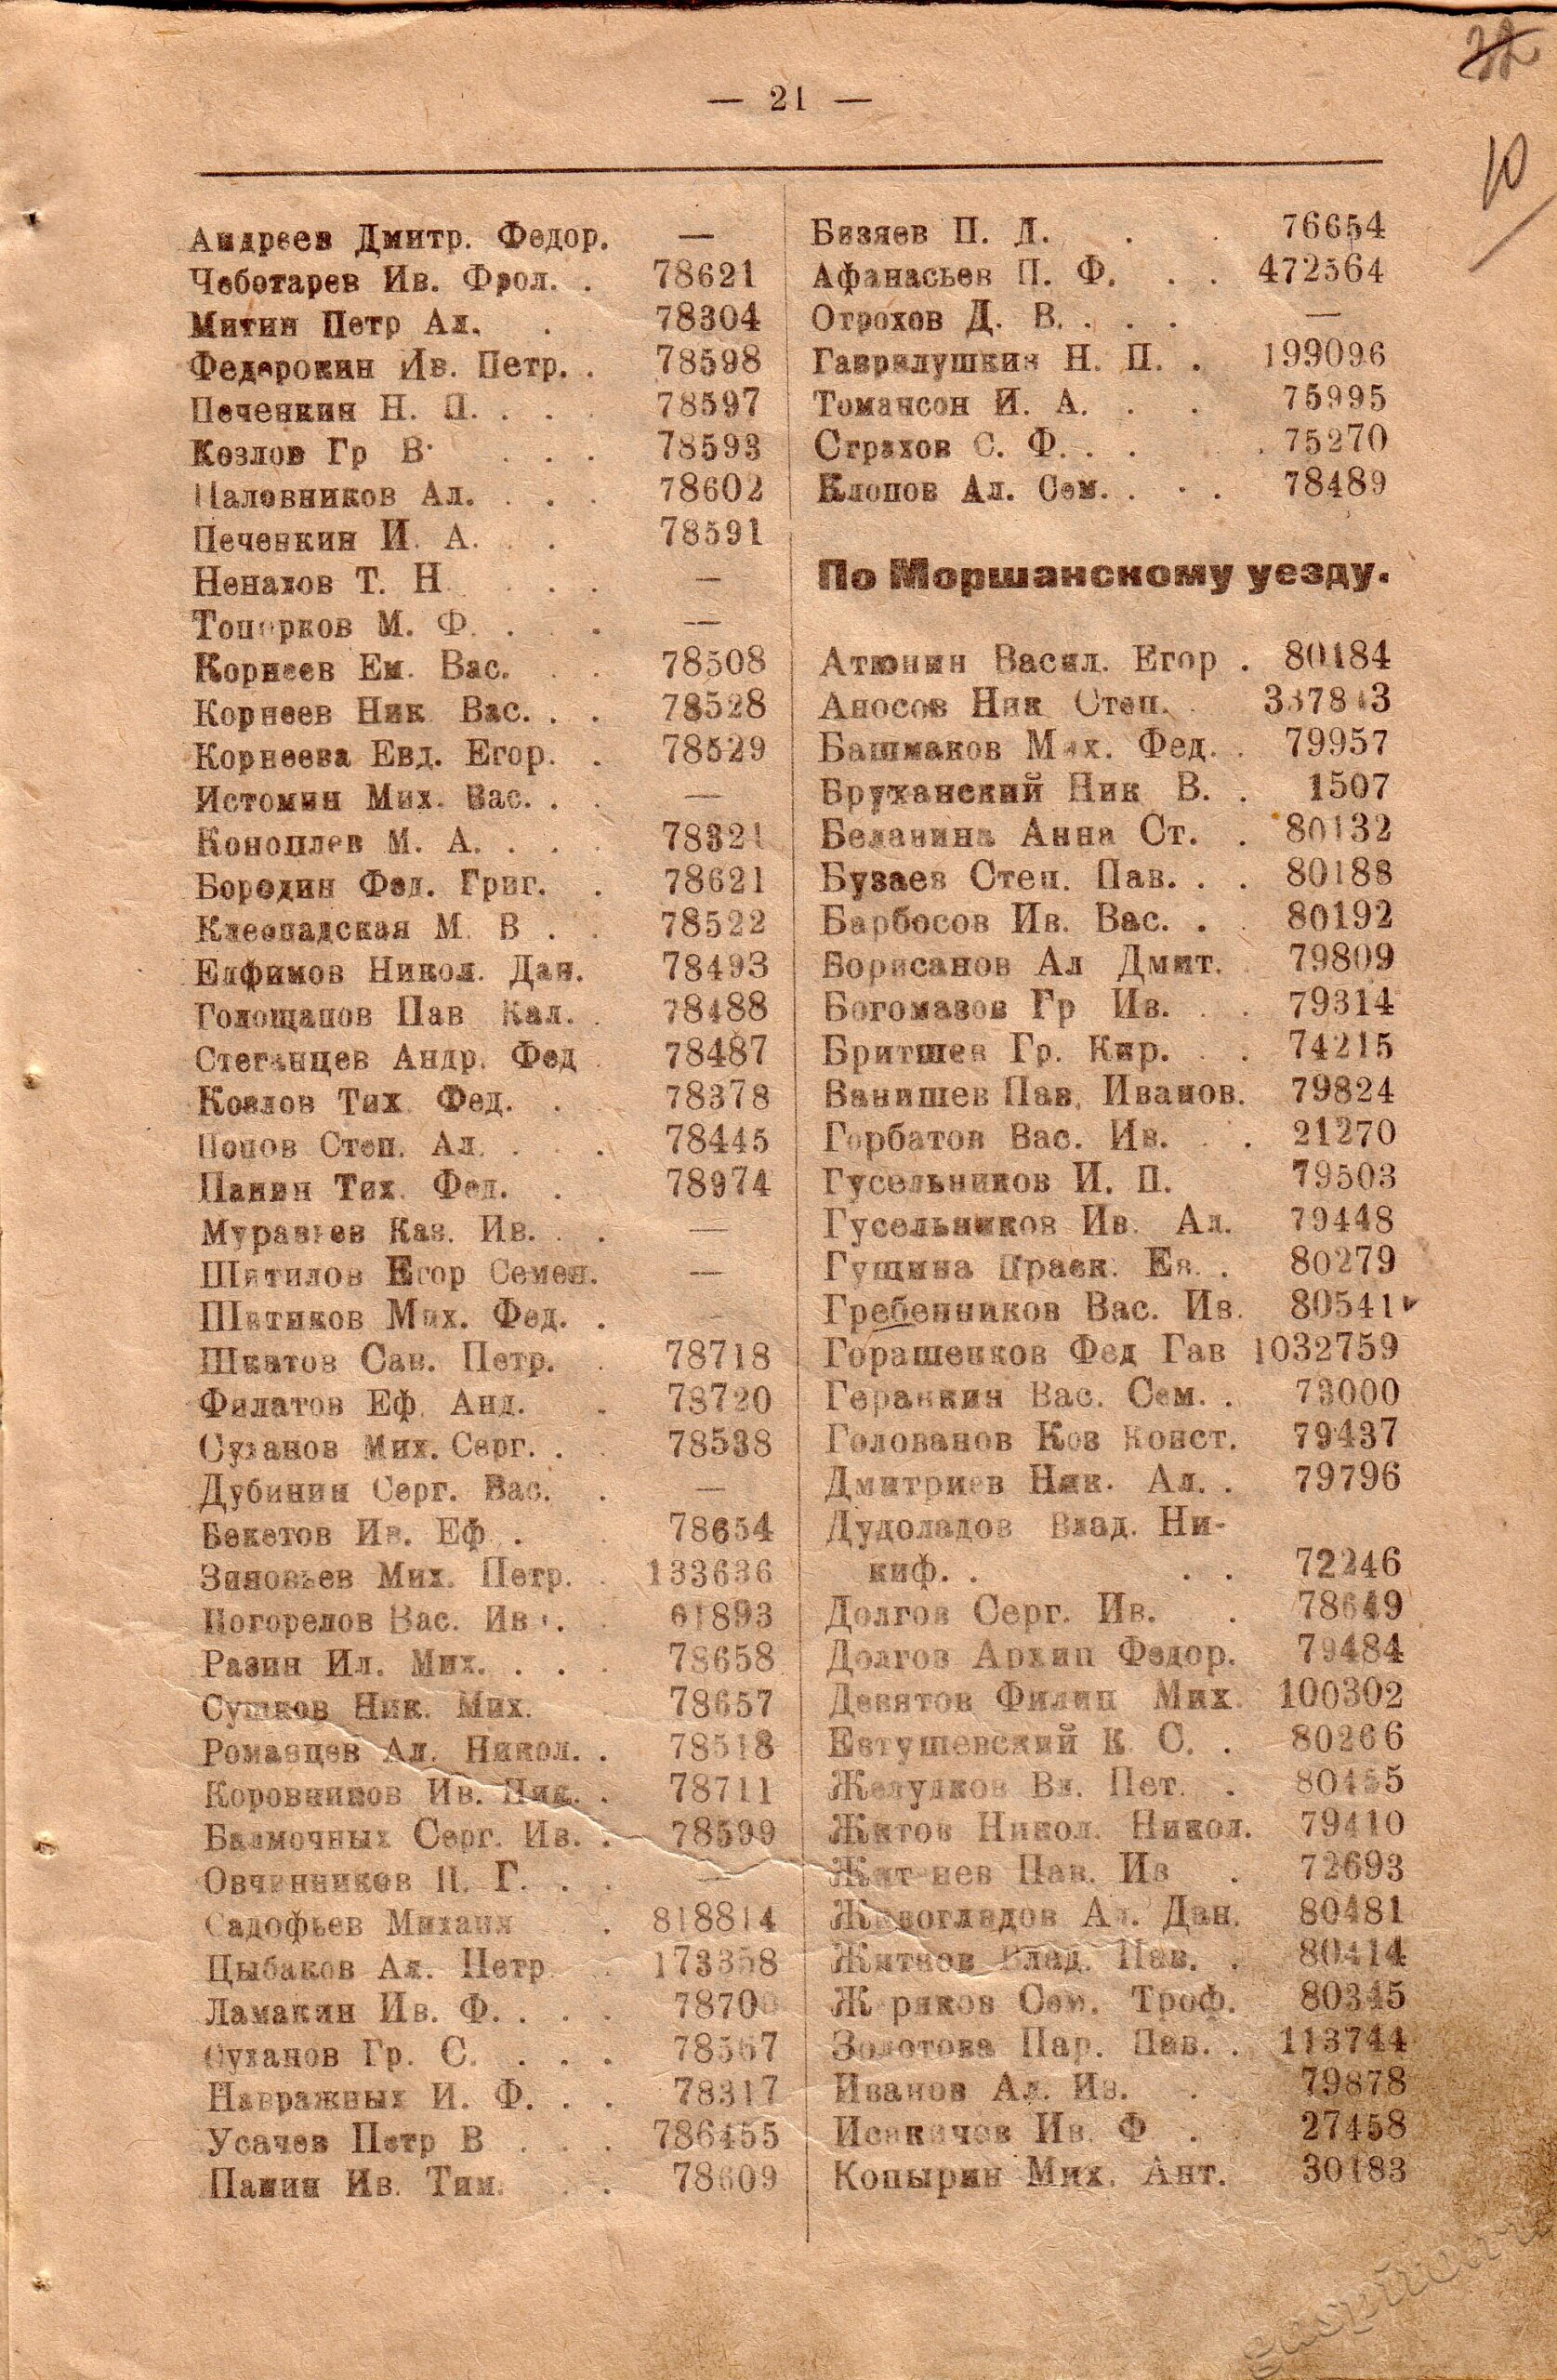 32
— 21 —
10
Андреев Дмитр. Федор. —
Чеботарев Ив. Фрол. . 78621
Митин Петр Ал. . 78304
Федорокин Ив. Петр. . 78598
Печенкин Н. П. . . . 78597
Козлов Гр В. . . . 78593
Паловников Ал. . . . 78602
Печенкин И. А. . . 78591
Ненахов Т. Н . . . —
Топорков М. Ф. . . —
Корнеев Ем. Вас. . . 78508
Корнеев Ник Вас. . . 78528
Корнеева Евд. Егор. . 78529
Истомин Мих. Вас. . . —
Коноплев М. А. . . . 78321
Бородин Фед. Григ. . 78621
Клеопадская М. В . . 78522
Елфимов Никол. Дан. 78493
Голощапов Пав Кал. . 78488
Стеганцев Андр. Фед 78487
Козлов Тих Фед. . 78378
Попов Степ. Ал. . . . 78445
Панин Тих. Фед. . 78974
Муравьев Каз. Ив. . . —
Шатилов Егор Семен. —
Шатиков Мих. Фед. . —
Шкатов Сав. Петр. . 78718
Филатов Еф. Анд. . 78720
Суханов Мих. Серг. . 78538
Дубинин Серг. Вас. . —
Бекетов Ив. Еф . 78654
Зиновьев Мих. Петр. . 133636
Погорелов Вас. Ив . 61893
Разин Ил. Мих. . . . 78658
Сушков Ник. Мих. 78657
Романцев Ал. Никол. . 78518
Коровников Ив. Ник. . 78711
Балмочных Серг. Ив. . 78599
Овчинников П. Г. . . —
Садофьев Михаил . 818814
Цыбаков Ал. Петр 173358
Ламакин Ив. Ф. . . . 7870
Суханов Гр. С. . . . 78567
Навражных И. Ф. . . 78317
Усачев Петр В . . . 786455
Панин Ив. Тим. . . 78609
Бизяев П. Д. . . 76654
Афанасьев П. Ф. . . 472564
Отрохов Д. В. . . . —
Гаврилушкин Н. П. . 199096
Томансон И. А. . . 75995
Страхов С. Ф. . . . 75270
Клопов Ал. Сем. . . . 78489
По Моршанскому уезду.
Атюнин Васил. Егор . 80184
Аносов Ник Степ. .
Башмаков Мих. Фед. . 79957
Бруханский Ник В. . 1507
Белавина Анна Ст. . 80132
Бузаев Степ. Пав. . . 80188
Барбосов Ив. Вас. . . 80192
Борисанов Ал Дмит. 79809
Богомазов Гр Ив. . . 79314
Бритшев Гр. Кир. . . 74215
Ванишев Пав. Иванов. 79824
Горбатов Вас. Ив. . . 21270
Гусельников И. П. 79503
Гусельников Ив. Ал. 79448
Гущина Праск. Ев. . 80279
Гребенников Вас. Ив. 80541
Горашенков Фед Гав 1032759
Геранкин Вас. Сем. . 73000
Голованов Коз Конст. 79437
Дмитриев Ник. Ал. . 79796
Дудоладов Влад. Ни-
киф. . . . 72246
Долгов Серг. Ив. . 78649
Долгов Архип Федор. 79484
Девятов Филип Мих. 100302
Евтушевский К С. . 80266
Желудков Вл. Пет. . 80455
Житов Никол. Никол. 79410
Житенев Пав. Ив . 72693
Живоглядов Ал. Дан. 80481
Житков Влад. Пав. . 80414
Жеряков Сем. Троф. 80345
Золотова Пар. Пав. . 113744
Иванов Ал. Ив. . 79878
Исакичев Ив. Ф . 27458
Копырин Мих. Ант. 30183